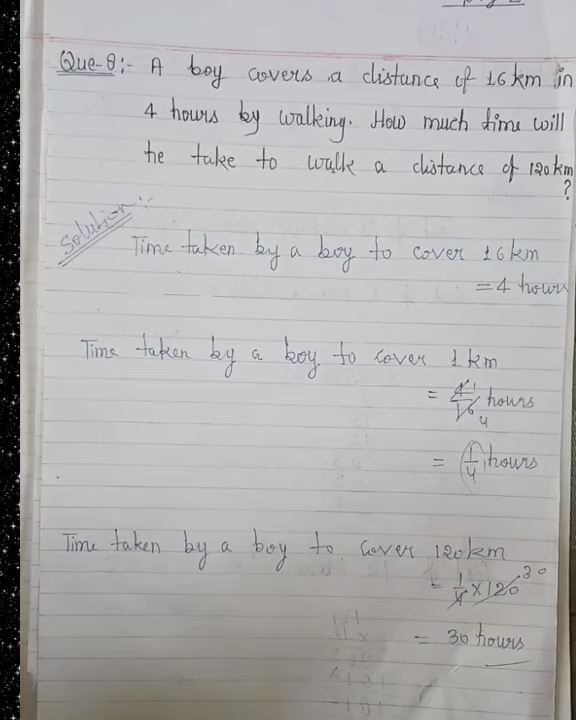 Que-8:- A boy covers a distance of 16 km in
4 hours by walking. How much time will
he take to walk a distance of 120 km
?
Solution:-
Time taken by a boy to cover 16 km
= 4 hours
Time taken by a boy to cover 1 km
= 4/16 hours
1
4
= 1/4 hours
Time taken by a boy to cover 120 km
= 1/4 × 120 30
= 30 hours